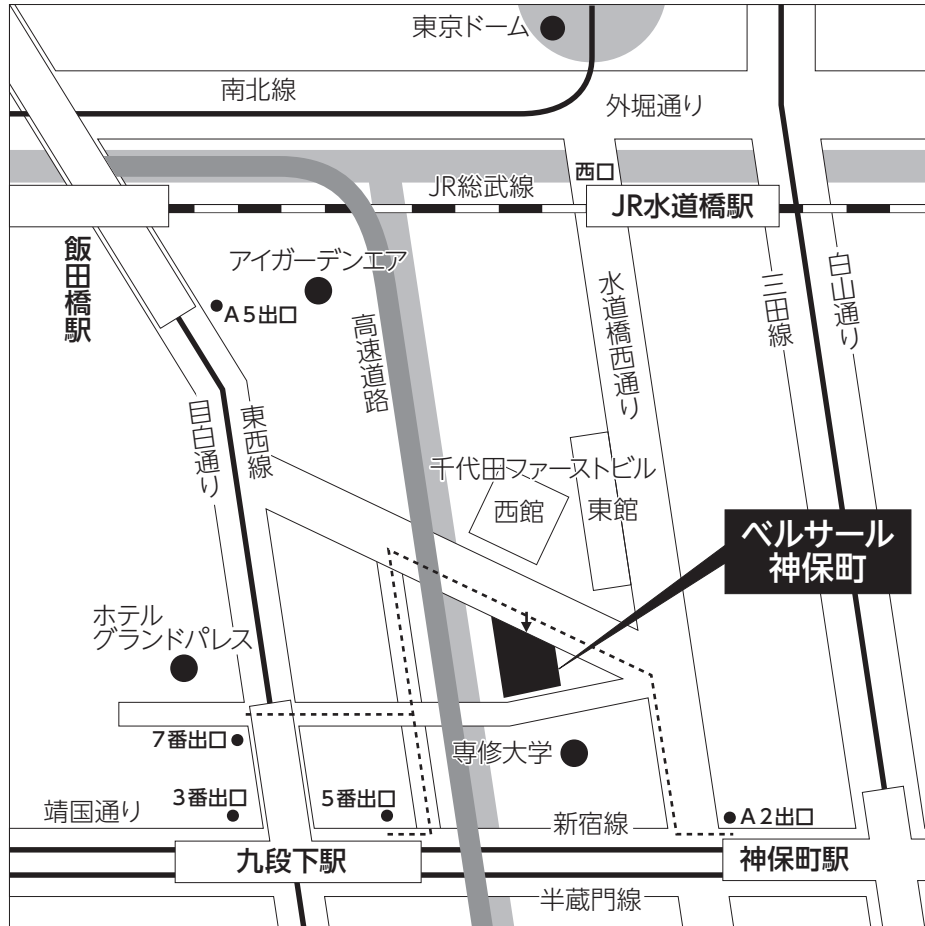 東京ドーム
南北線
外堀通り
西口
JR総武線
JR水道橋駅
飯田橋駅
アイガーデンエア
A5出口
高速道路
水道橋西通り
三田線
白山通り
目白通り
東西線
千代田ファーストビル
西館
東館
ベルサール
神保町
ホテル
グランドパレス
7番出口
専修大学
3番出口
5番出口
A2出口
靖国通り
新宿線
九段下駅
神保町駅
半蔵門線